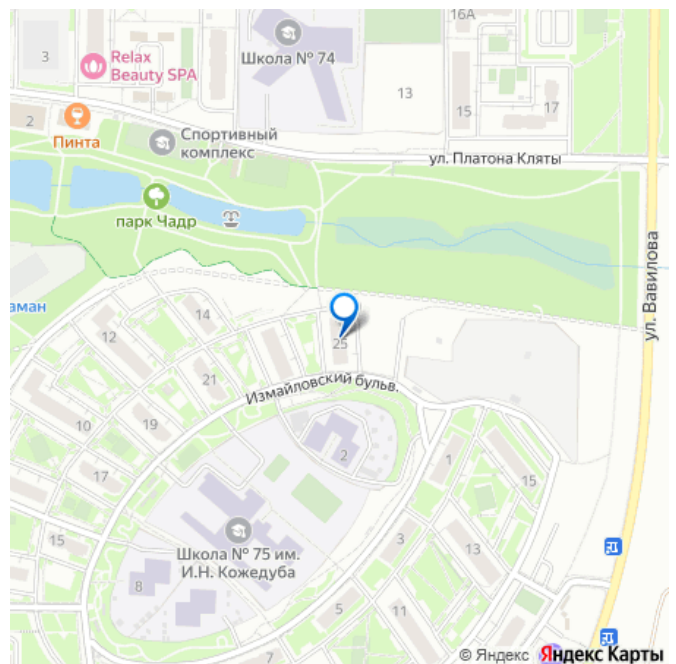 16А
Школа № 74
3
Relax
Beauty SPA
13
15
17
2
Пинта
Спортивный
комплекс
ул. Платона Кляты
парк Чадр
ул. Вавилова
аман
14
12
25
21
Измайловский бульв.
10
19
2
1
17
15
Школа № 75 им.
И.Н. Кожедуба
15
3
13
8
5
11
7
© Яндекс Яндекс Карты